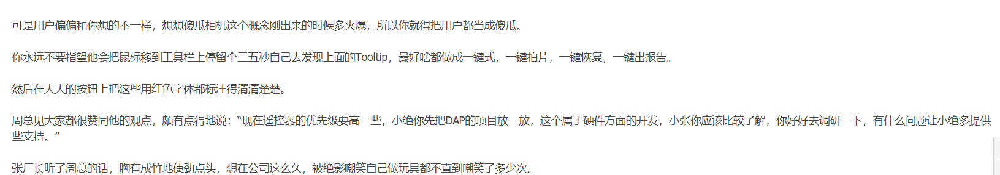 可是用户偏偏和你想的不一样，想想傻瓜相机这个概念刚出来的时候多火爆，所以你就得把用户都当成傻瓜。
你永远不要指望他会把鼠标移到工具栏上停留个三五秒自己去发现上面的Tooltip，最好啥都做成一键式，一键拍片，一键恢复，一键出报告。
然后在大大的按钮上把这些用红色字体都标注得清清楚楚。
周总见大家都很赞同他的观点，颇有点得地说：“现在遥控器的优先级要高一些，小绝你先把DAP的项目放一放，这个属于硬件方面的开发，小张你应该比较了解，你好好去调研一下，有什么问题让小绝多提供
些支持。”
张厂长听了周总的话，胸有成竹地使劲点头，想在公司这么久，被绝影嘲笑自己做玩具都不直到嘲笑了多少次。